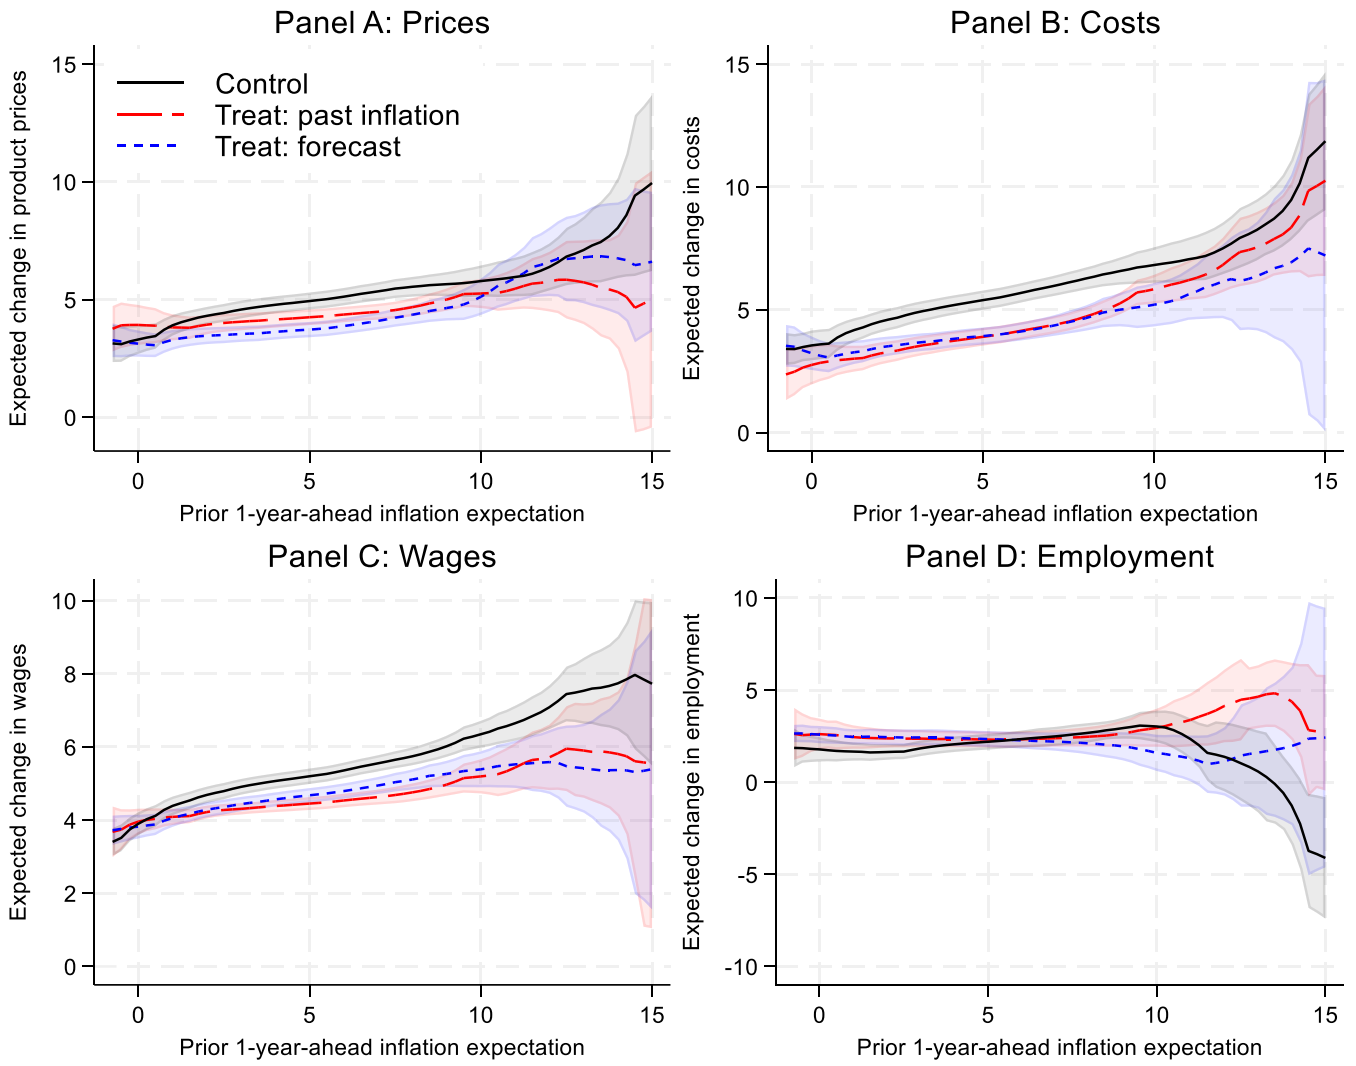 Panel A: Prices
Expected change in product prices
15
10
5
0
Control
Treat: past inflation
Treat: forecast
0
5
10
15
Prior 1-year-ahead inflation expectation
Panel B: Costs
Expected change in costs
15
10
5
0
0
5
10
15
Prior 1-year-ahead inflation expectation
Panel C: Wages
Expected change in wages
10
8
6
4
2
0
0
5
10
15
Prior 1-year-ahead inflation expectation
Panel D: Employment
Expected change in employment
10
5
0
-5
-10
0
5
10
15
Prior 1-year-ahead inflation expectation